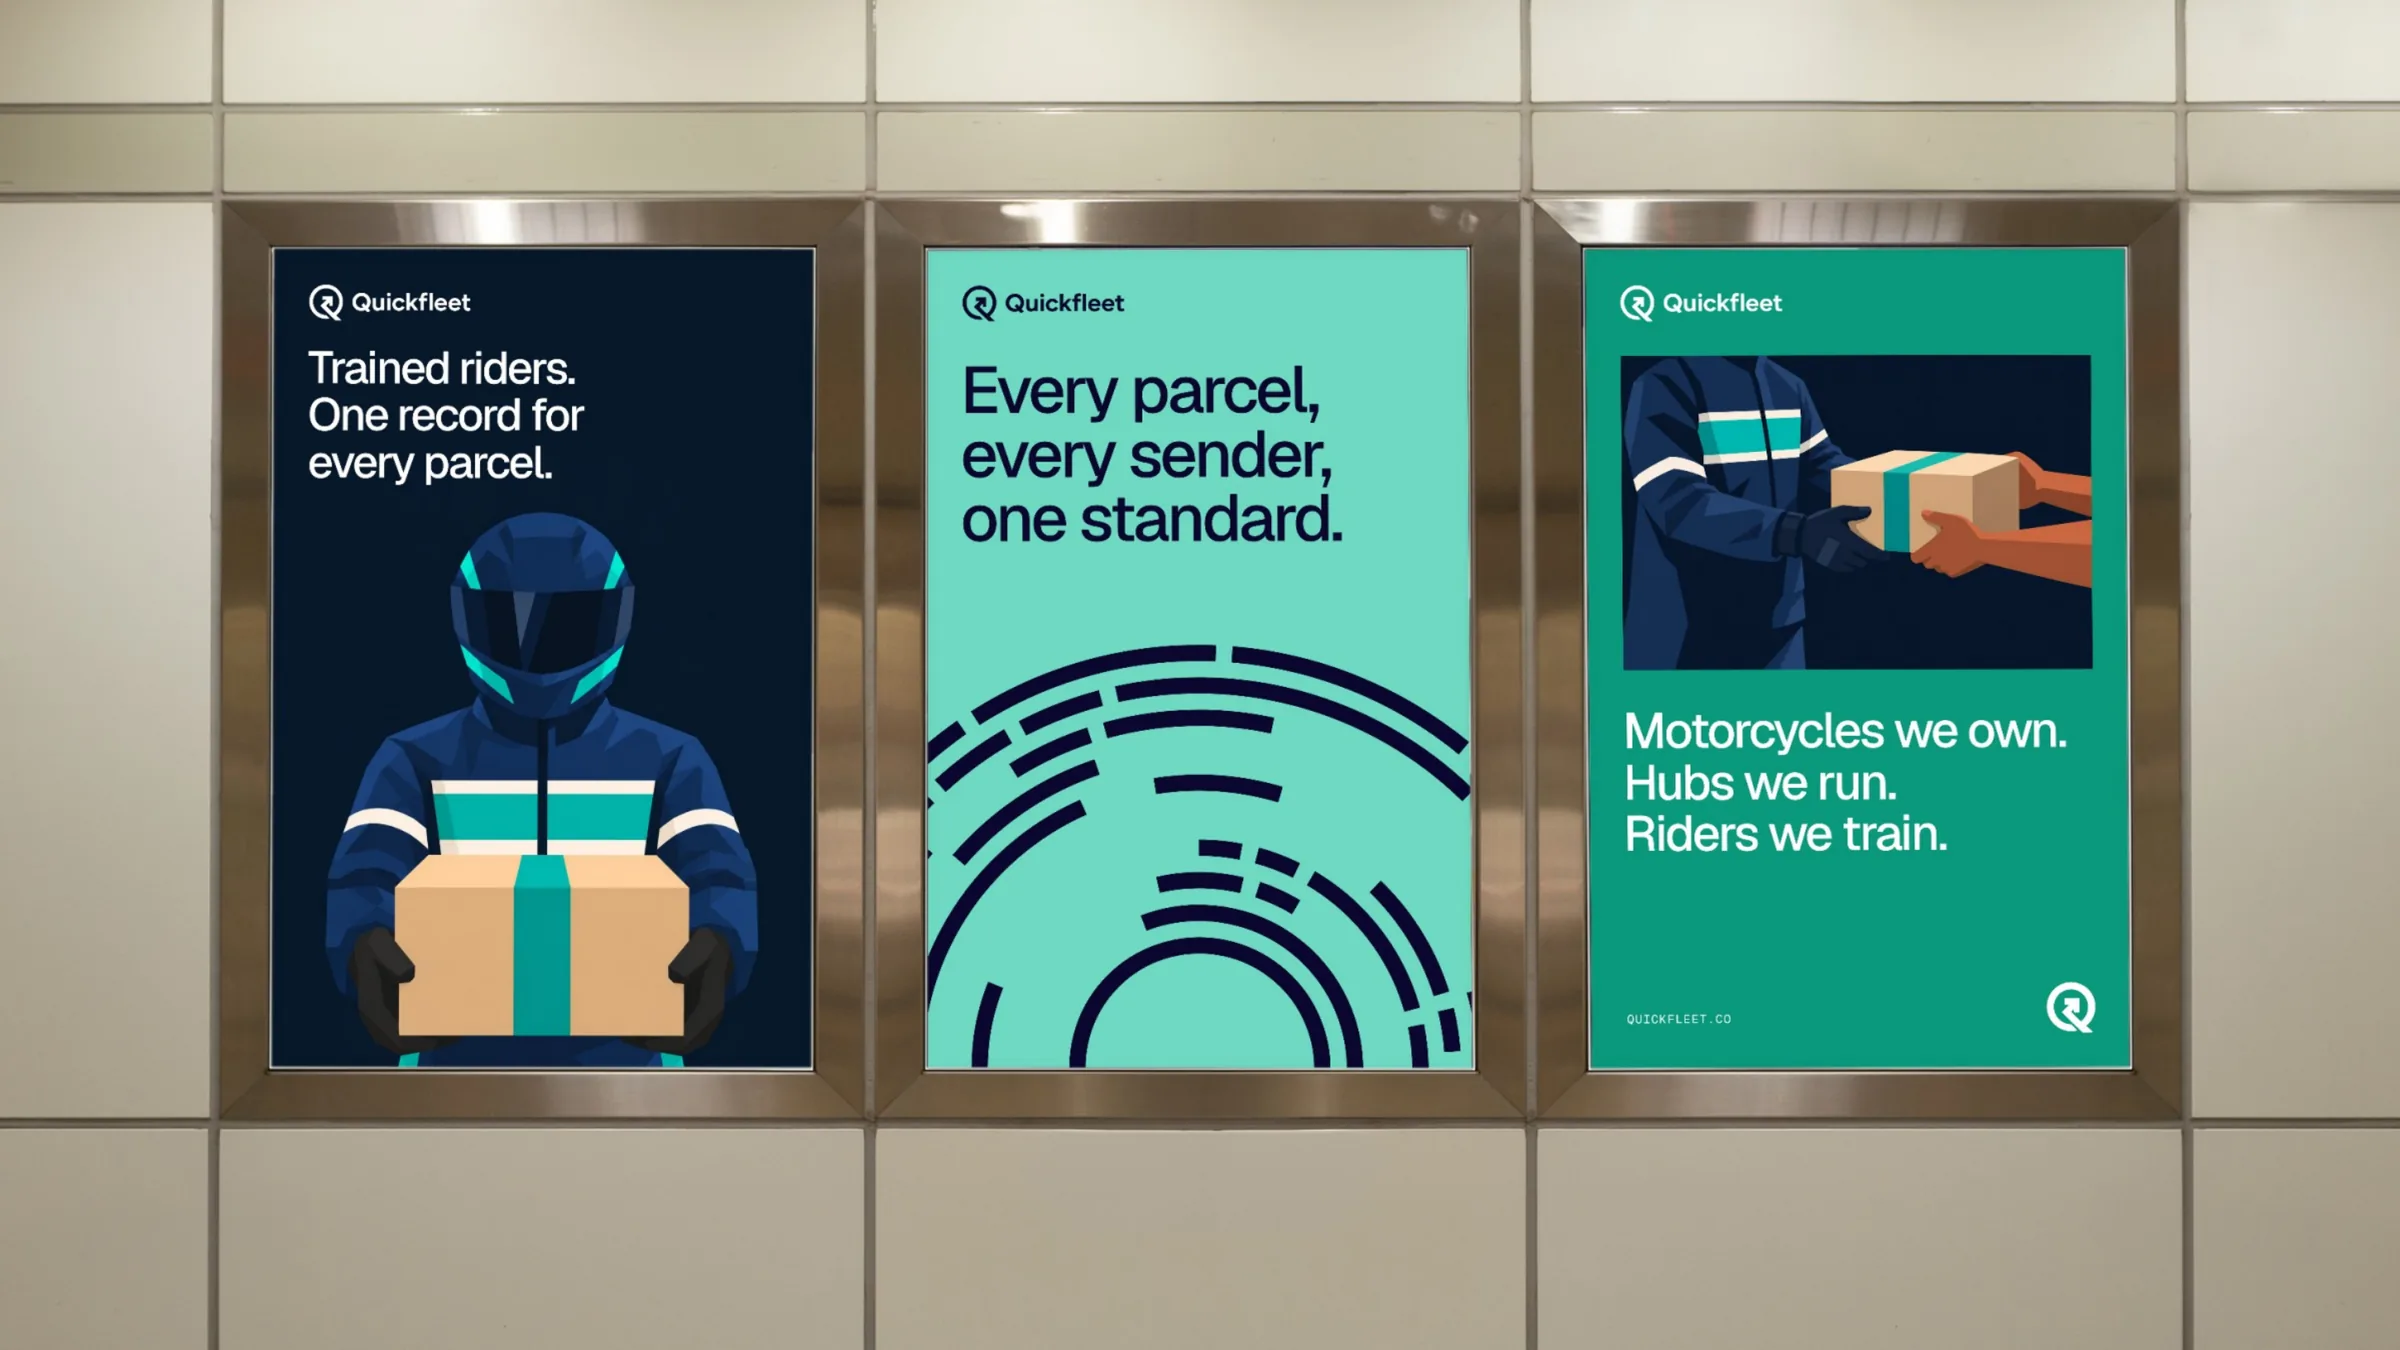 Quickfleet
Trained riders.
One record for
every parcel.
Quickfleet
Every parcel,
every sender,
one standard.
Quickfleet
Motorcycles we own.
Hubs we run.
Riders we train.
QUICKFLEET.CO